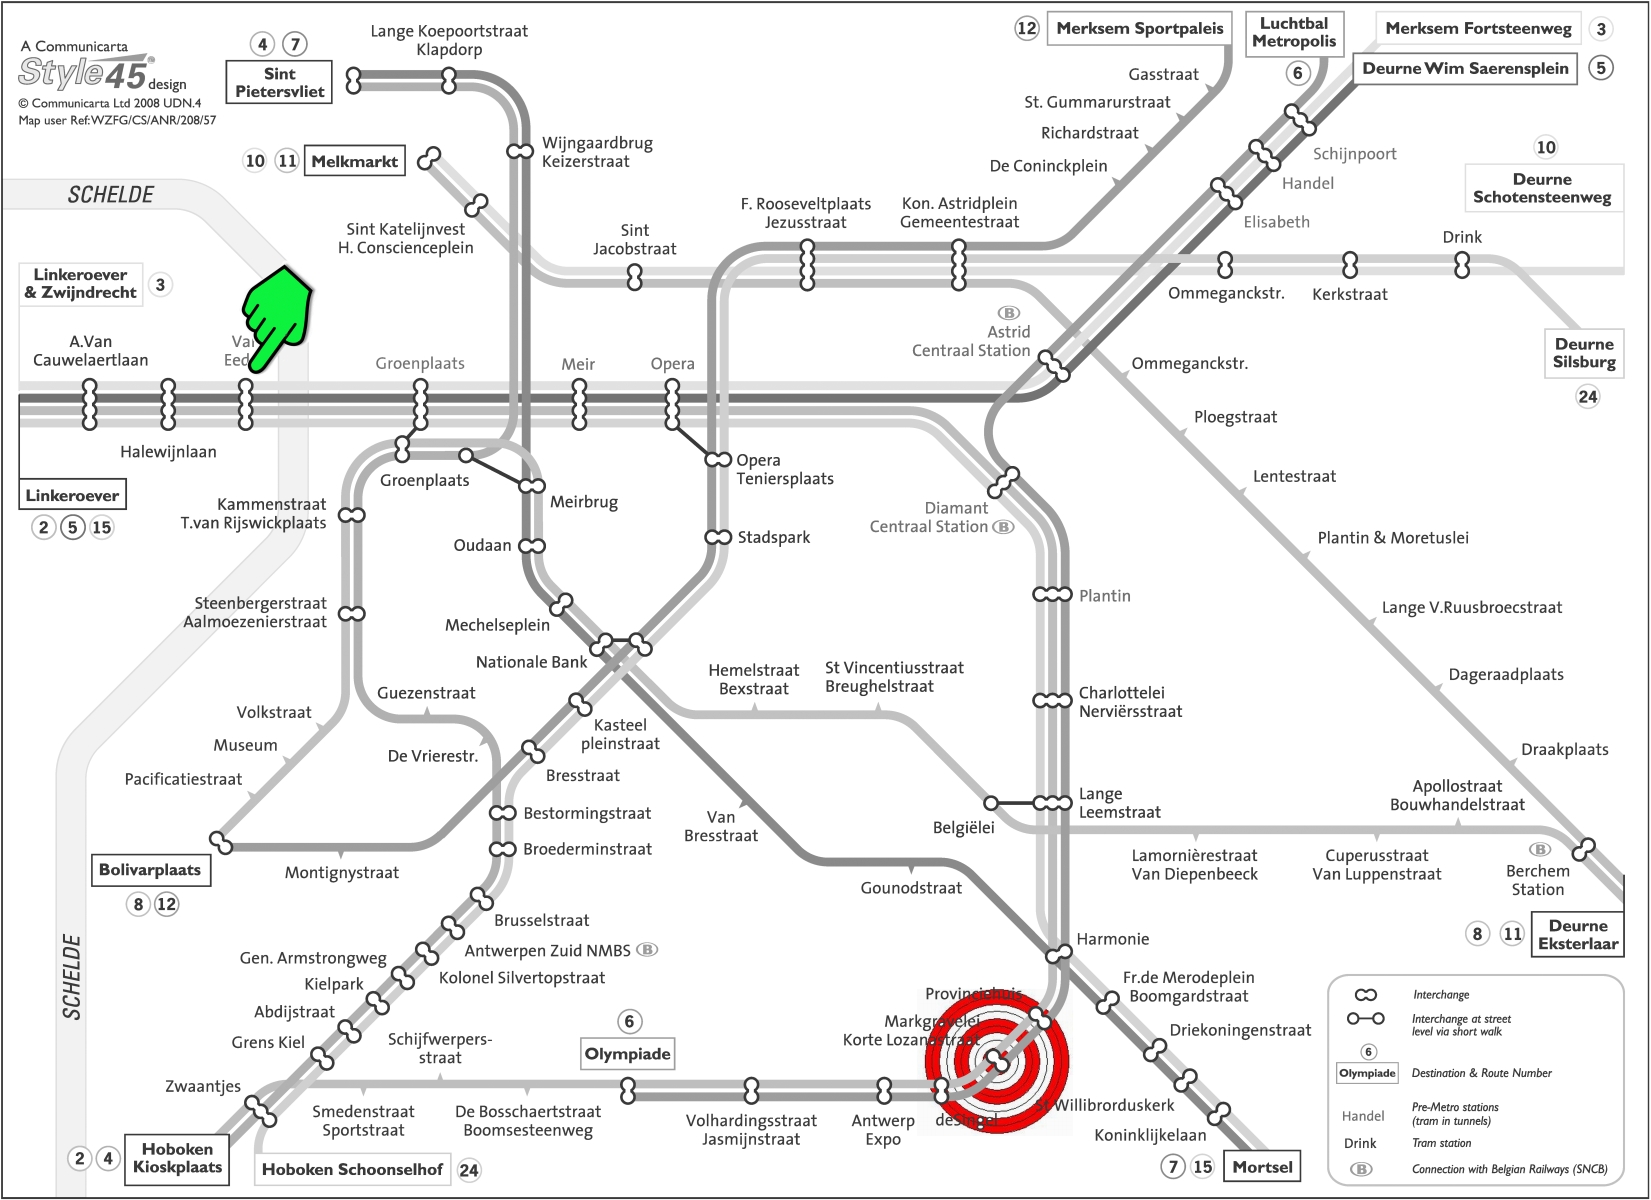 A Communicarta
Style45
design
© Communicarta Ltd 2008 UDN.4
Map user Ref:WZFG/CS/ANR/208/57
4 7
Sint
Pietersvliet
Lange Koepoortstraat
Klapdorp
Wijngaardbrug
Keizerstraat
10 11 Melkmarkt
Sint Katelijnvest
H. Conscienceplein
Sint
Jacobstraat
F. Rooseveltplaats
Jezusstraat
Kon. Astridplein
Gemeentestraat
12 Merksem Sportpaleis
Luchtbal
Metropolis
6
Merksem Fortsteenweg 3
Deurne Wim Saerensplein 5
Gasstraat
St. Gummarurstraat
Richardstraat
De Coninckplein
Schijnpoort
Handel
Elisabeth
10
Deurne
Schotensteenweg
Drink
Ommeganckstr.
Kerkstraat
Deurne
Silsburg
24
SCHELDE
Linkeroever
& Zwijndrecht
3
A.Van
Cauwelaertlaan
Halewijnlaan
Groenplaats
Meir
Opera
B
Astrid
Centraal Station
Ommeganckstr.
Linkeroever
2 5 15
Groenplaats
Meirbrug
Opera
Teniersplaats
Ploegstraat
Lentestraat
Kammenstraat
T.van Rijswickplaats
Oudaan
Stadspark
Diamant
Centraal Station B
Plantin & Moretuslei
Steenbergerstraat
Aalmoezenierstraat
Mechelseplein
Nationale Bank
Plantin
Lange V.Ruusbroecstraat
Dageraadplaats
Guezenstraat
Volkstraat
Museum
Pacificatiestraat
De Vrierestr.
Kasteel
pleinstraat
Bresstraat
Hemelstraat
Bexstraat
St Vincentiusstraat
Breughelstraat
Charlottelei
Nerviërsstraat
Draakplaats
Bestormingstraat
Broederminstraat
Van
Bresstraat
Belgiëlei
Lange
Leemstraat
Apollostraat
Bouwhandelstraat
Bolivarplaats
8 12
Montignystraat
Gounodstraat
Lamornièrestraat
Van Diepenbeeck
Cuperusstraat
Van Luppenstraat
B
Berchem
Station
8 11
Deurne
Eksterlaar
SCHELDE
Brusselstraat
Antwerpen Zuid NMBS B
Gen. Armstrongweg
Kolonel Silvertopstraat
Kielpark
Abdijstraat
Grens Kiel
Zwaantjes
Schijfwerpers-
straat
6
Olympiade
Harmonie
Provinciehuis
Markgravelei
Korte Lozanastraat
Fr.de Merodeplein
Boomgardstraat
Driekoningenstraat
Smedenstraat
Sportstraat
De Bosschaertstraat
Boomsesteenweg
Volhardingsstraat
Jasmijnstraat
Antwerp
Expo
deSingel
St Willibrorduskerk
Koninklijkelaan
2 4
Hoboken
Kioskplaats
Hoboken Schoonselhof 24
7 15 Mortsel
Interchange
Interchange at street
level via short walk
6
Olympiade
Destination & Route Number
Handel
Pre-Metro stations
(tram in tunnels)
Drink
Tram station
B
Connection with Belgian Railways (SNCB)